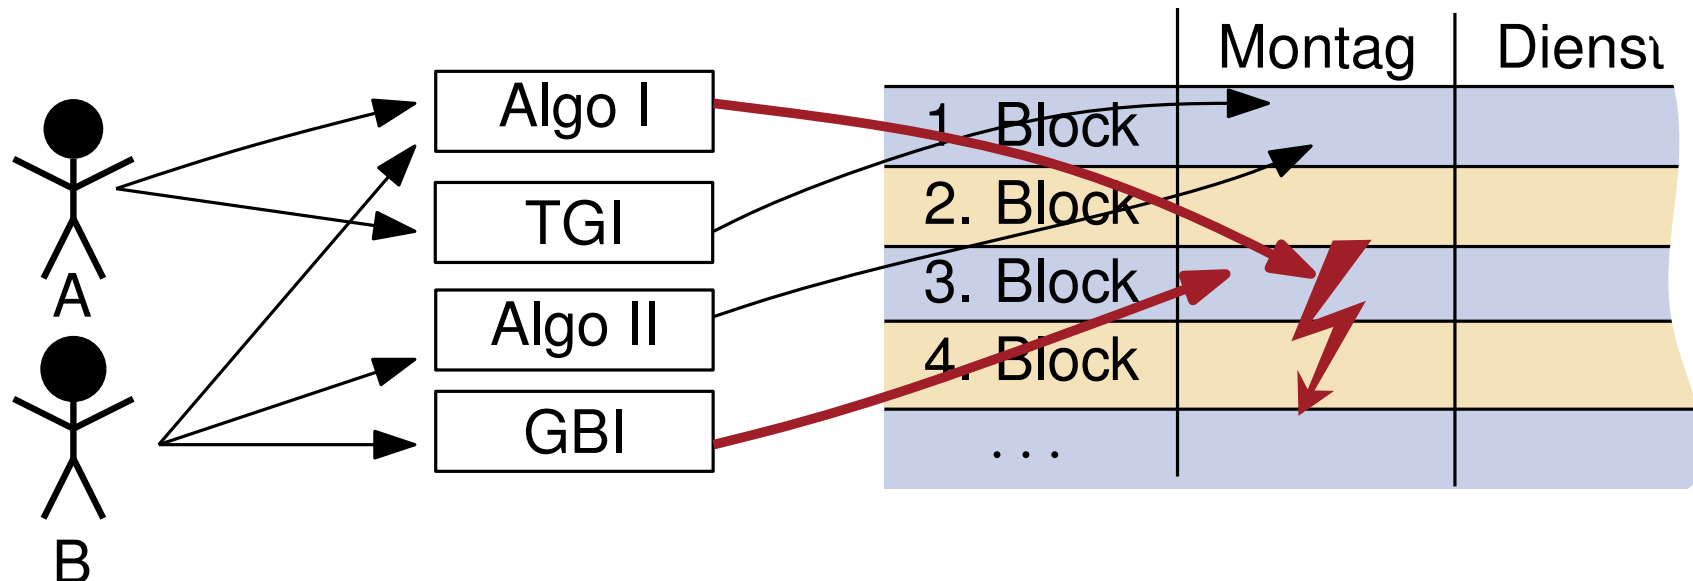 Montag
Dienst
Algo I
1. Block
TGI
2. Block
A
Algo II
3. Block
4. Block
GBI
. . .
B